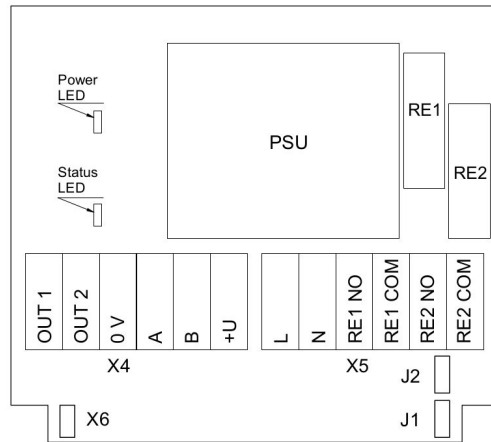 Power
LED
Status
LED
PSU
RE1
RE2
OUT 1
OUT 2
0 V
A
B
+U
L
N
RE1 NO
RE1 COM
RE2 NO
RE2 COM
X4
X5
J2
X6
J1